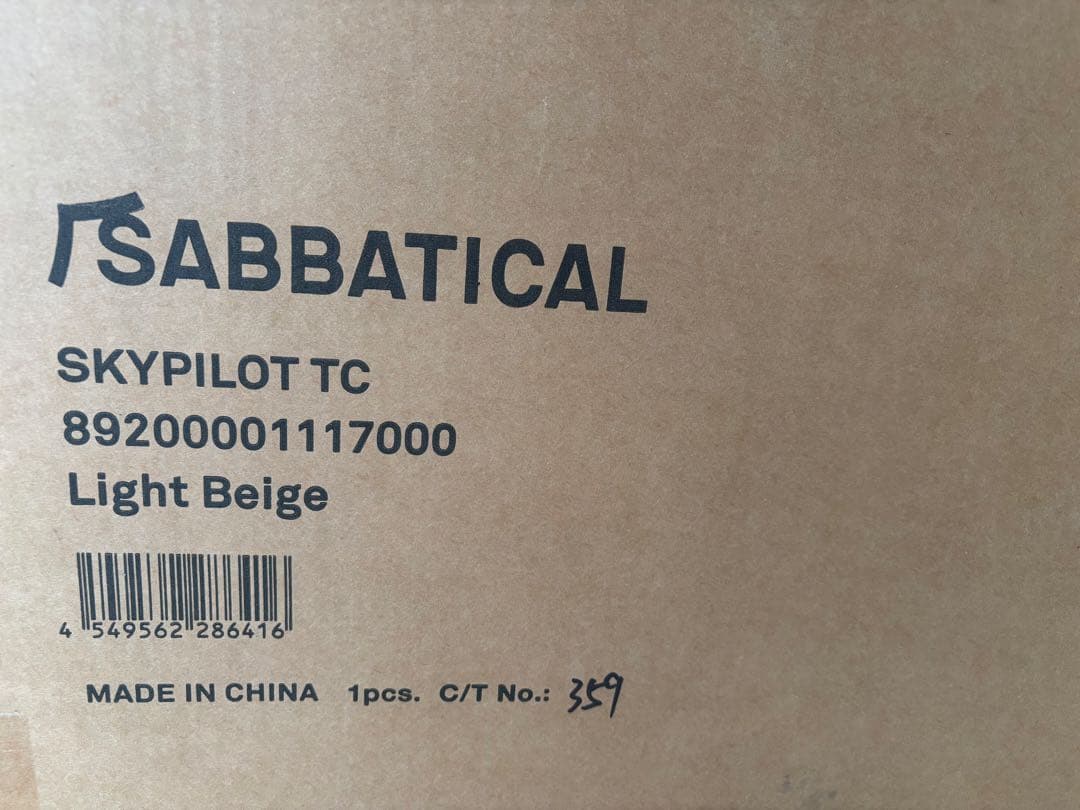 SABBATICAL
SKYPILOT TC
89200001117000
Light Beige
4 549562 286416
MADE IN CHINA 1pcs. C/T No.: 359